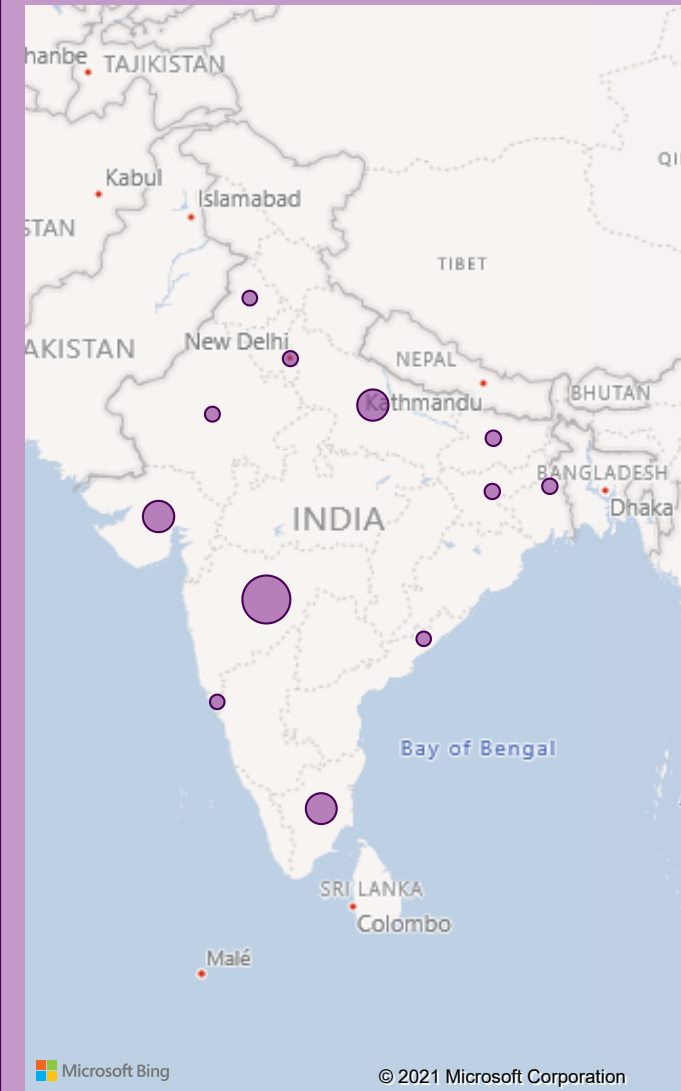 hanbe
TAJIKISTAN
Kabul
Islamabad
QI
STAN
TIBET
New Delhi
AKISTAN
NEPAL
BHUTAN
Kathmandu
BANGLADESH
Dhaka
INDIA
Bay of Bengal
SRI LANKA
Colombo
Malé
Microsoft Bing
© 2021 Microsoft Corporation